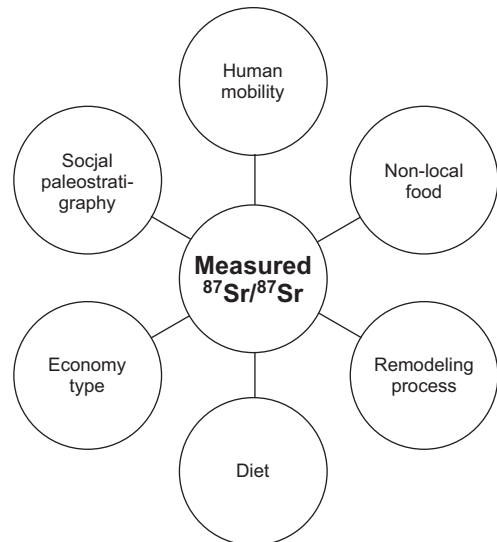 Human
mobility
Socjal
paleostrati-
graphy
Non-local
food
Measured
⁸⁷Sr/⁸⁷Sr
Economy
type
Remodeling
process
Diet